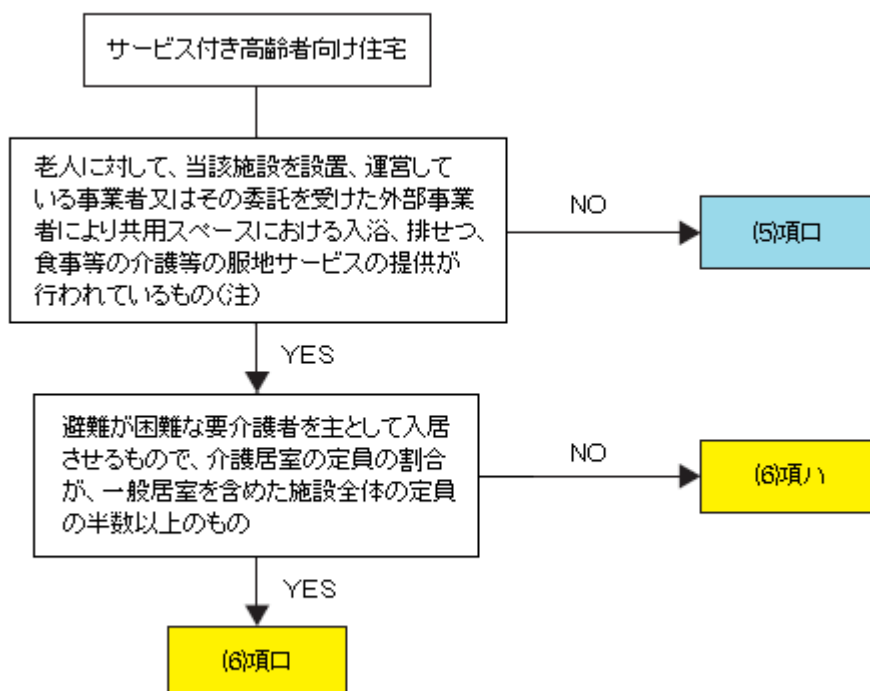 サービス付き高齢者向け住宅
老人に対して、当該施設を設置、運営して
いる事業者又はその委託を受けた外部事業
者により共用スペースにおける入浴、排せつ、
食事等の介護等の服地サービスの提供が
行われているもの(注)
NO
(5)項ロ
YES
避難が困難な要介護者を主として入居
させるもので、介護居室の定員の割合
が、一般居室を含めた施設全体の定員
の半数以上のもの
NO
(6)項ハ
YES
(6)項ロ